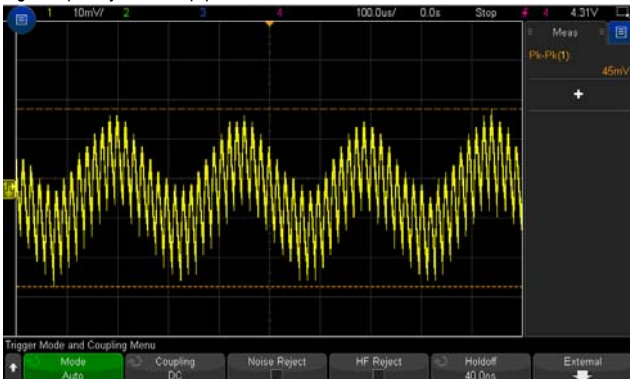 1 10mV/ 2 3 4 100.0us/ 0.0s Stop 4 4.31V
Meas
Pk-Pk(1):
45mV
+
Trigger Mode and Coupling Menu
Mode Coupling Noise Reject HF Reject Holdoff External
Auto DC 40.0ns